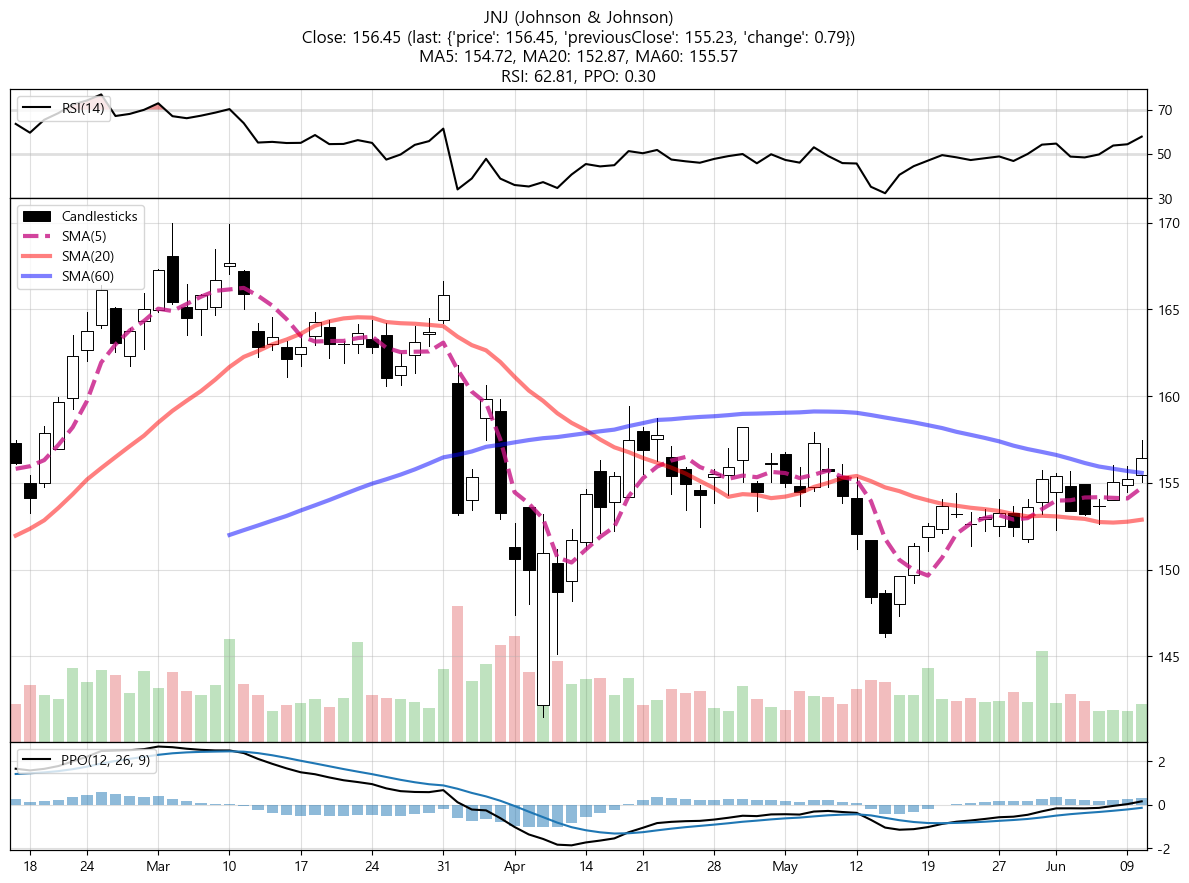 JNJ (Johnson & Johnson)
Close: 156.45 (last: {'price': 156.45, 'previousClose': 155.23, 'change': 0.79})
MA5: 154.72, MA20: 152.87, MA60: 155.57
RSI: 62.81, PPO: 0.30
RSI(14)
70
50
30
Candlesticks
SMA(5)
SMA(20)
SMA(60)
170
165
160
155
150
145
PPO(12, 26, 9)
2
0
-2
18 24 Mar 10 17 24 31 Apr 14 21 28 May 12 19 27 Jun 09